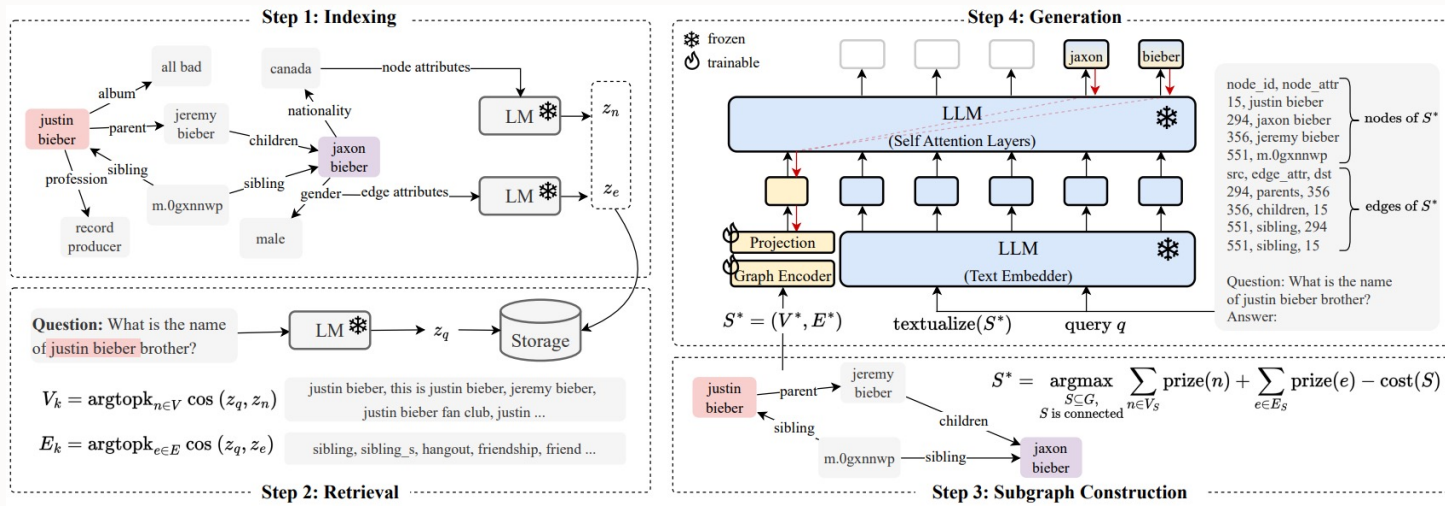 Step 1: Indexing
all bad
canada
node attributes
album
nationality
LM
z_n
justin
bieber
parent
jeremy
bieber
children
jaxon
bieber
sibling
profession
sibling
gender
edge attributes
LM
z_e
m.0gxnnwp
record
producer
male
Question: What is the name
of justin bieber brother?
LM
z_q
Storage
V_k = argtopk_{n∈V} cos (z_q, z_n)
justin bieber, this is justin bieber, jeremy bieber,
justin bieber fan club, justin ...
E_k = argtopk_{e∈E} cos (z_q, z_e)
sibling, sibling_s, hangout, friendship, friend ...
Step 2: Retrieval
Step 4: Generation
frozen
trainable
jaxon
bieber
LLM
(Self Attention Layers)
Projection
Graph Encoder
LLM
(Text Embedder)
S* = (V*, E*)
textualize(S*)
query q
node_id, node_attr
15, justin bieber
294, jaxon bieber
356, jeremy bieber
551, m.0gxnnwp
nodes of S*
src, edge_attr, dst
294, parents, 356
356, children, 15
551, sibling, 294
551, sibling, 15
edges of S*
Question: What is the name
of justin bieber brother?
Answer:
justin
bieber
parent
jeremy
bieber
children
sibling
m.0gxnnwp
sibling
jaxon
bieber
S* = argmax_{S⊆G, S is connected} ∑_{n∈V_S} prize(n) + ∑_{e∈E_S} prize(e) − cost(S)
Step 3: Subgraph Construction